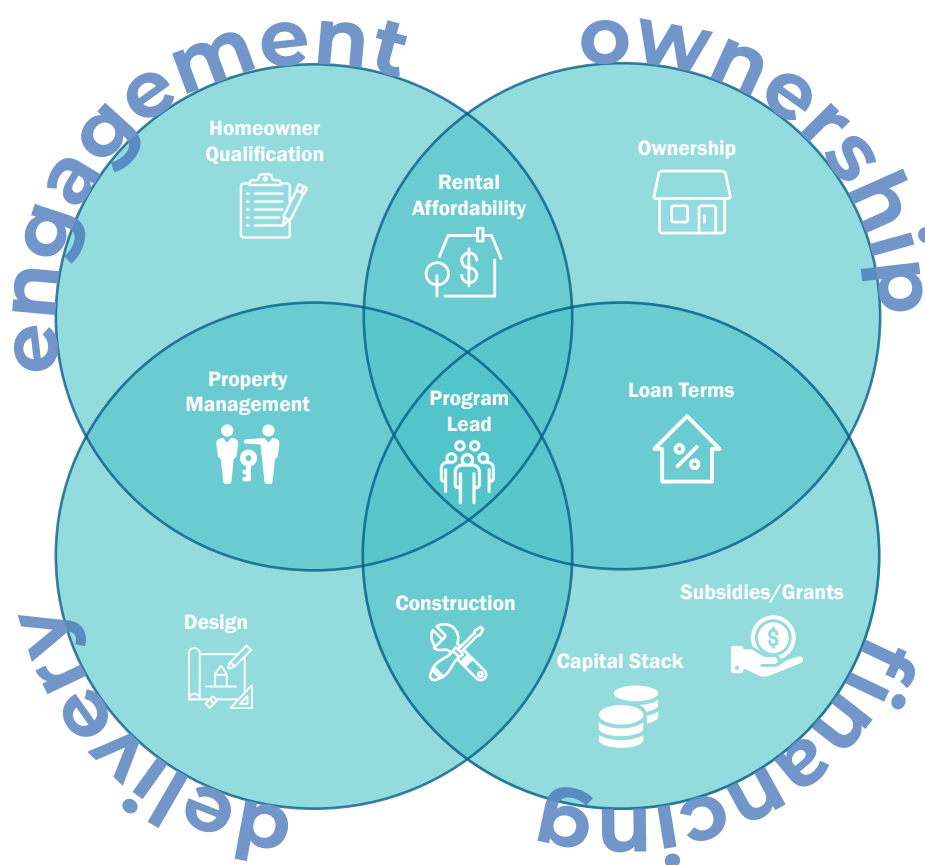 engagement
ownership
Homeowner
Qualification
Ownership
Rental
Affordability
$
Property
Management
Program
Lead
Loan Terms
%
Design
Construction
Subsidies/Grants
$
Capital Stack
delivery
financing